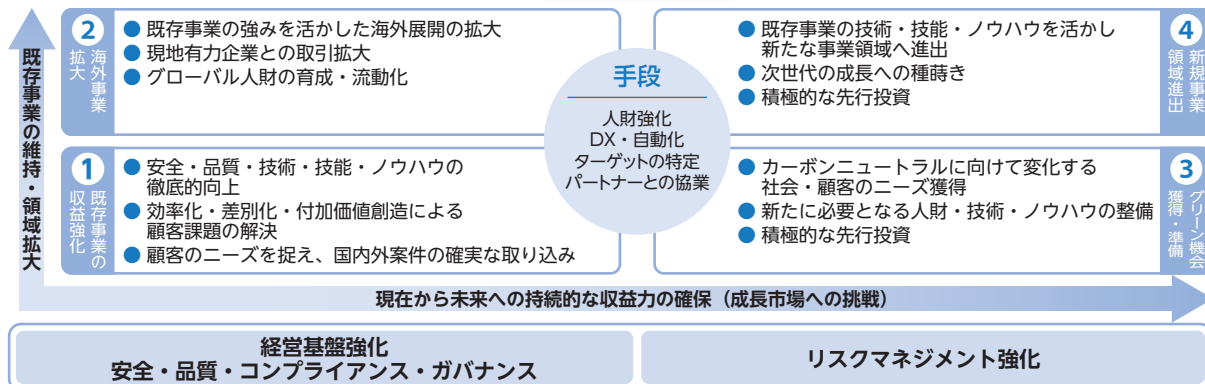 既存事業の維持・領域拡大
2
海外事業
拡大
● 既存事業の強みを活かした海外展開の拡大
● 現地有力企業との取引拡大
● グローバル人財の育成・流動化
手段
人財強化
DX・自動化
ターゲットの特定
パートナーとの協業
● 既存事業の技術・技能・ノウハウを活かし
新たな事業領域へ進出
● 次世代の成長への種蒔き
● 積極的な先行投資
4
新規事業
領域進出
1
既存事業の
収益強化
● 安全・品質・技術・技能・ノウハウの
徹底的向上
● 効率化・差別化・付加価値創造による
顧客課題の解決
● 顧客のニーズを捉え、国内外案件の確実な取り込み
● カーボンニュートラルに向けて変化する
社会・顧客のニーズ獲得
● 新たに必要となる人財・技術・ノウハウの整備
● 積極的な先行投資
3
グリーン機会
獲得・準備
現在から未来への持続的な収益力の確保（成長市場への挑戦）
経営基盤強化
安全・品質・コンプライアンス・ガバナンス
リスクマネジメント強化